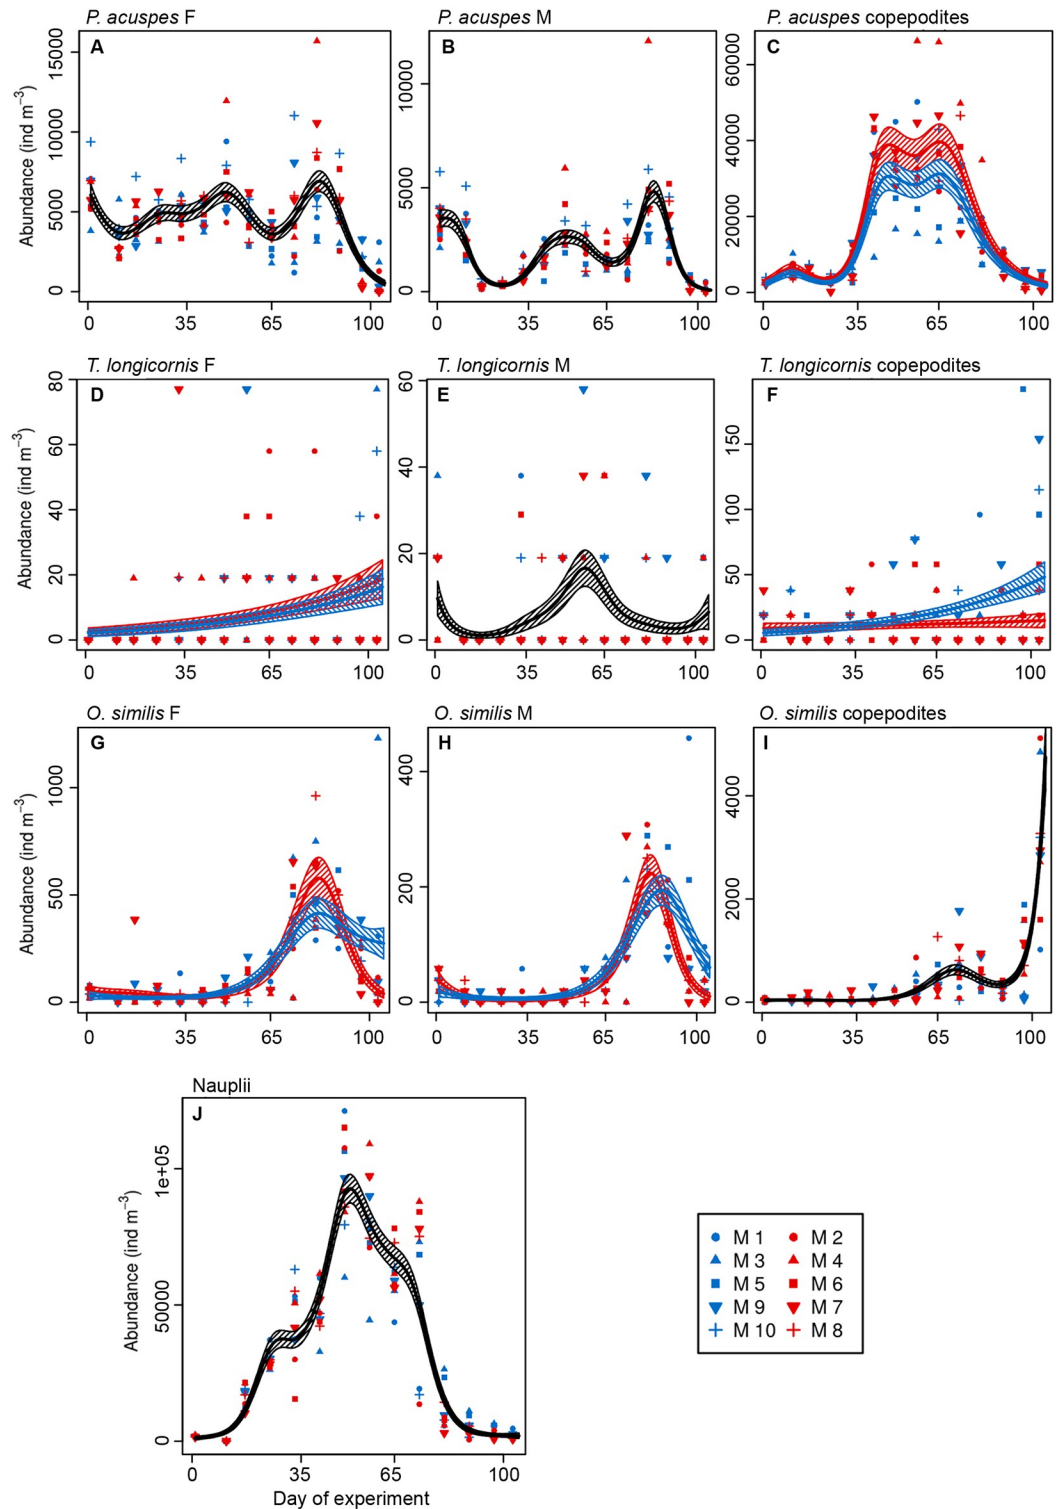 P. acuspes F
P. acuspes M
P. acuspes copepodites
A
B
C
Abundance (ind m⁻³)
0
5000
10000
15000
0
5000
10000
0
20000
40000
60000
0 35 65 100
0 35 65 100
0 35 65 100
T. longicornis F
T. longicornis M
T. longicornis copepodites
D
E
F
Abundance (ind m⁻³)
0
20
40
60
80
0
20
40
60
0
50
100
150
0 35 65 100
0 35 65 100
0 35 65 100
O. similis F
O. similis M
O. similis copepodites
G
H
I
Abundance (ind m⁻³)
0
500
1000
0
200
400
0
2000
4000
0 35 65 100
0 35 65 100
0 35 65 100
Nauplii
J
Abundance (ind m⁻³)
0
50000
1e+05
0 35 65 100
Day of experiment
M 1 M 2
M 3 M 4
M 5 M 6
M 9 M 7
M 10 M 8